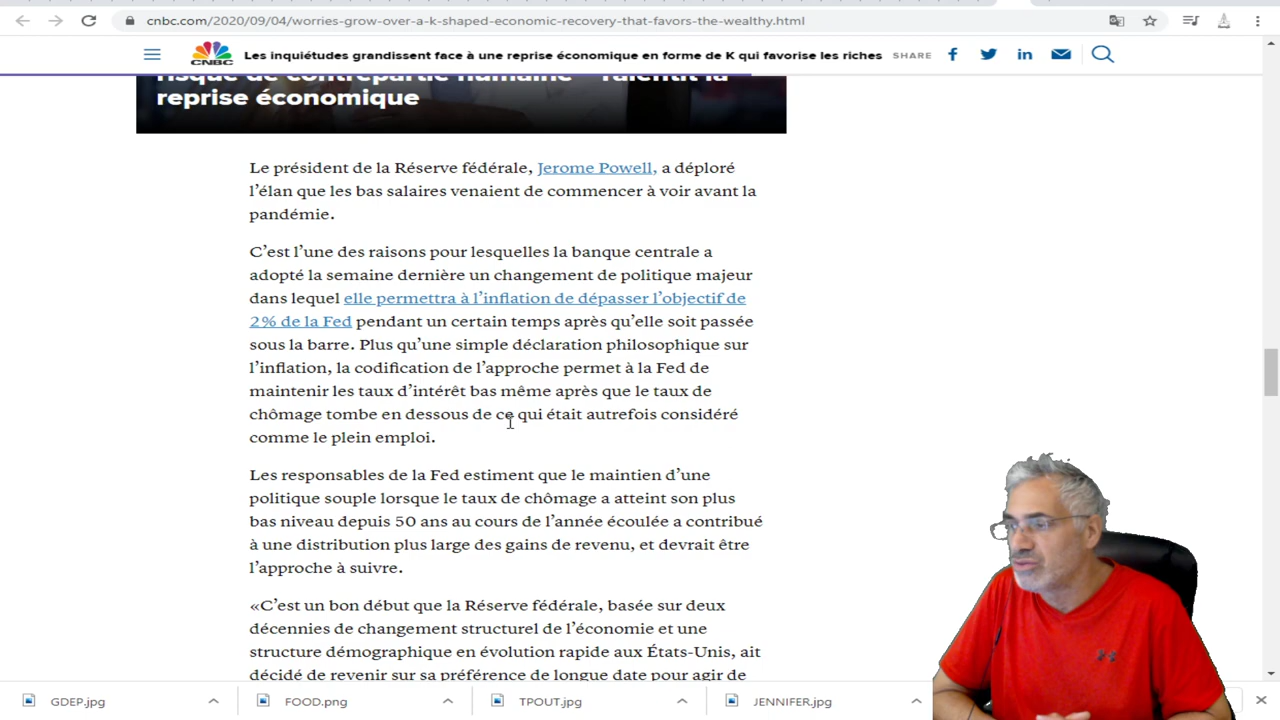 cnbc.com/2020/09/04/worries-grow-over-a-k-shaped-economic-recovery-that-favors-the-wealthy.html
CNBC
Les inquiétudes grandissent face à une reprise économique en forme de K qui favorise les riches
SHARE
risque de contrepartie humaine - ralentit la
reprise économique
Le président de la Réserve fédérale, Jerome Powell, a déploré
l'élan que les bas salaires venaient de commencer à voir avant la
pandémie.
C'est l'une des raisons pour lesquelles la banque centrale a
adopté la semaine dernière un changement de politique majeur
dans lequel elle permettra à l'inflation de dépasser l'objectif de
2% de la Fed pendant un certain temps après qu'elle soit passée
sous la barre. Plus qu'une simple déclaration philosophique sur
l'inflation, la codification de l'approche permet à la Fed de
maintenir les taux d'intérêt bas même après que le taux de
chômage tombe en dessous de ce qui était autrefois considéré
comme le plein emploi.
Les responsables de la Fed estiment que le maintien d'une
politique souple lorsque le taux de chômage a atteint son plus
bas niveau depuis 50 ans au cours de l'année écoulée a contribué
à une distribution plus large des gains de revenu, et devrait être
l'approche à suivre.
«C'est un bon début que la Réserve fédérale, basée sur deux
décennies de changement structurel de l'économie et une
structure démographique en évolution rapide aux États-Unis, ait
décidé de revenir sur sa préférence de longue date pour agir de
GDEP.jpg
FOOD.png
TPOUT.jpg
JENNIFER.jpg